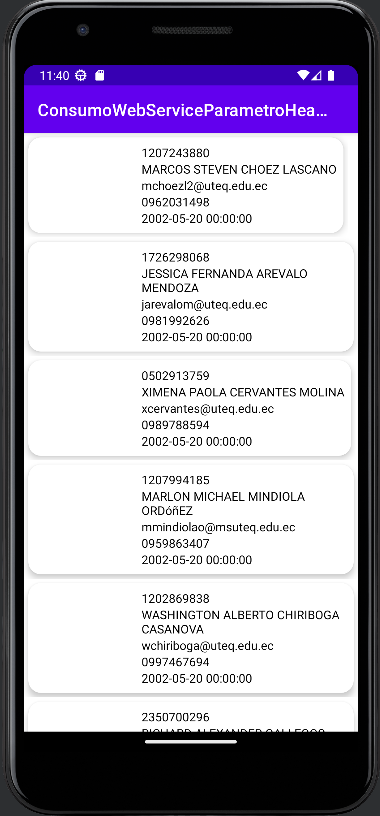 11:40
ConsumoWebServiceParametroHea...
1207243880
MARCOS STEVEN CHOEZ LASCANO
mchoezl2@uteq.edu.ec
0962031498
2002-05-20 00:00:00
1726298068
JESSICA FERNANDA AREVALO
MENDOZA
jarevalom@uteq.edu.ec
0981992626
2002-05-20 00:00:00
0502913759
XIMENA PAOLA CERVANTES MOLINA
xcervantes@uteq.edu.ec
0989788594
2002-05-20 00:00:00
1207994185
MARLON MICHAEL MINDIOLA
ORDóñEZ
mmindiolao@msuteq.edu.ec
0959863407
2002-05-20 00:00:00
1202869838
WASHINGTON ALBERTO CHIRIBOGA
CASANOVA
wchiriboga@uteq.edu.ec
0997467694
2002-05-20 00:00:00
2350700296
RICHARD ALEXANDER GALLEGOS